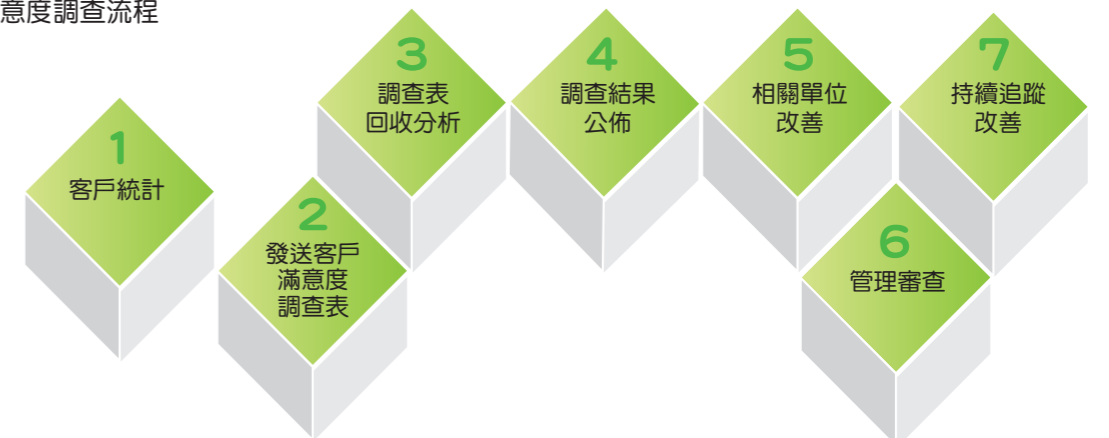 意度調查流程
1
客戶統計
2
發送客戶
滿意度
調查表
3
調查表
回收分析
4
調查結果
公佈
5
相關單位
改善
6
管理審查
7
持續追蹤
改善